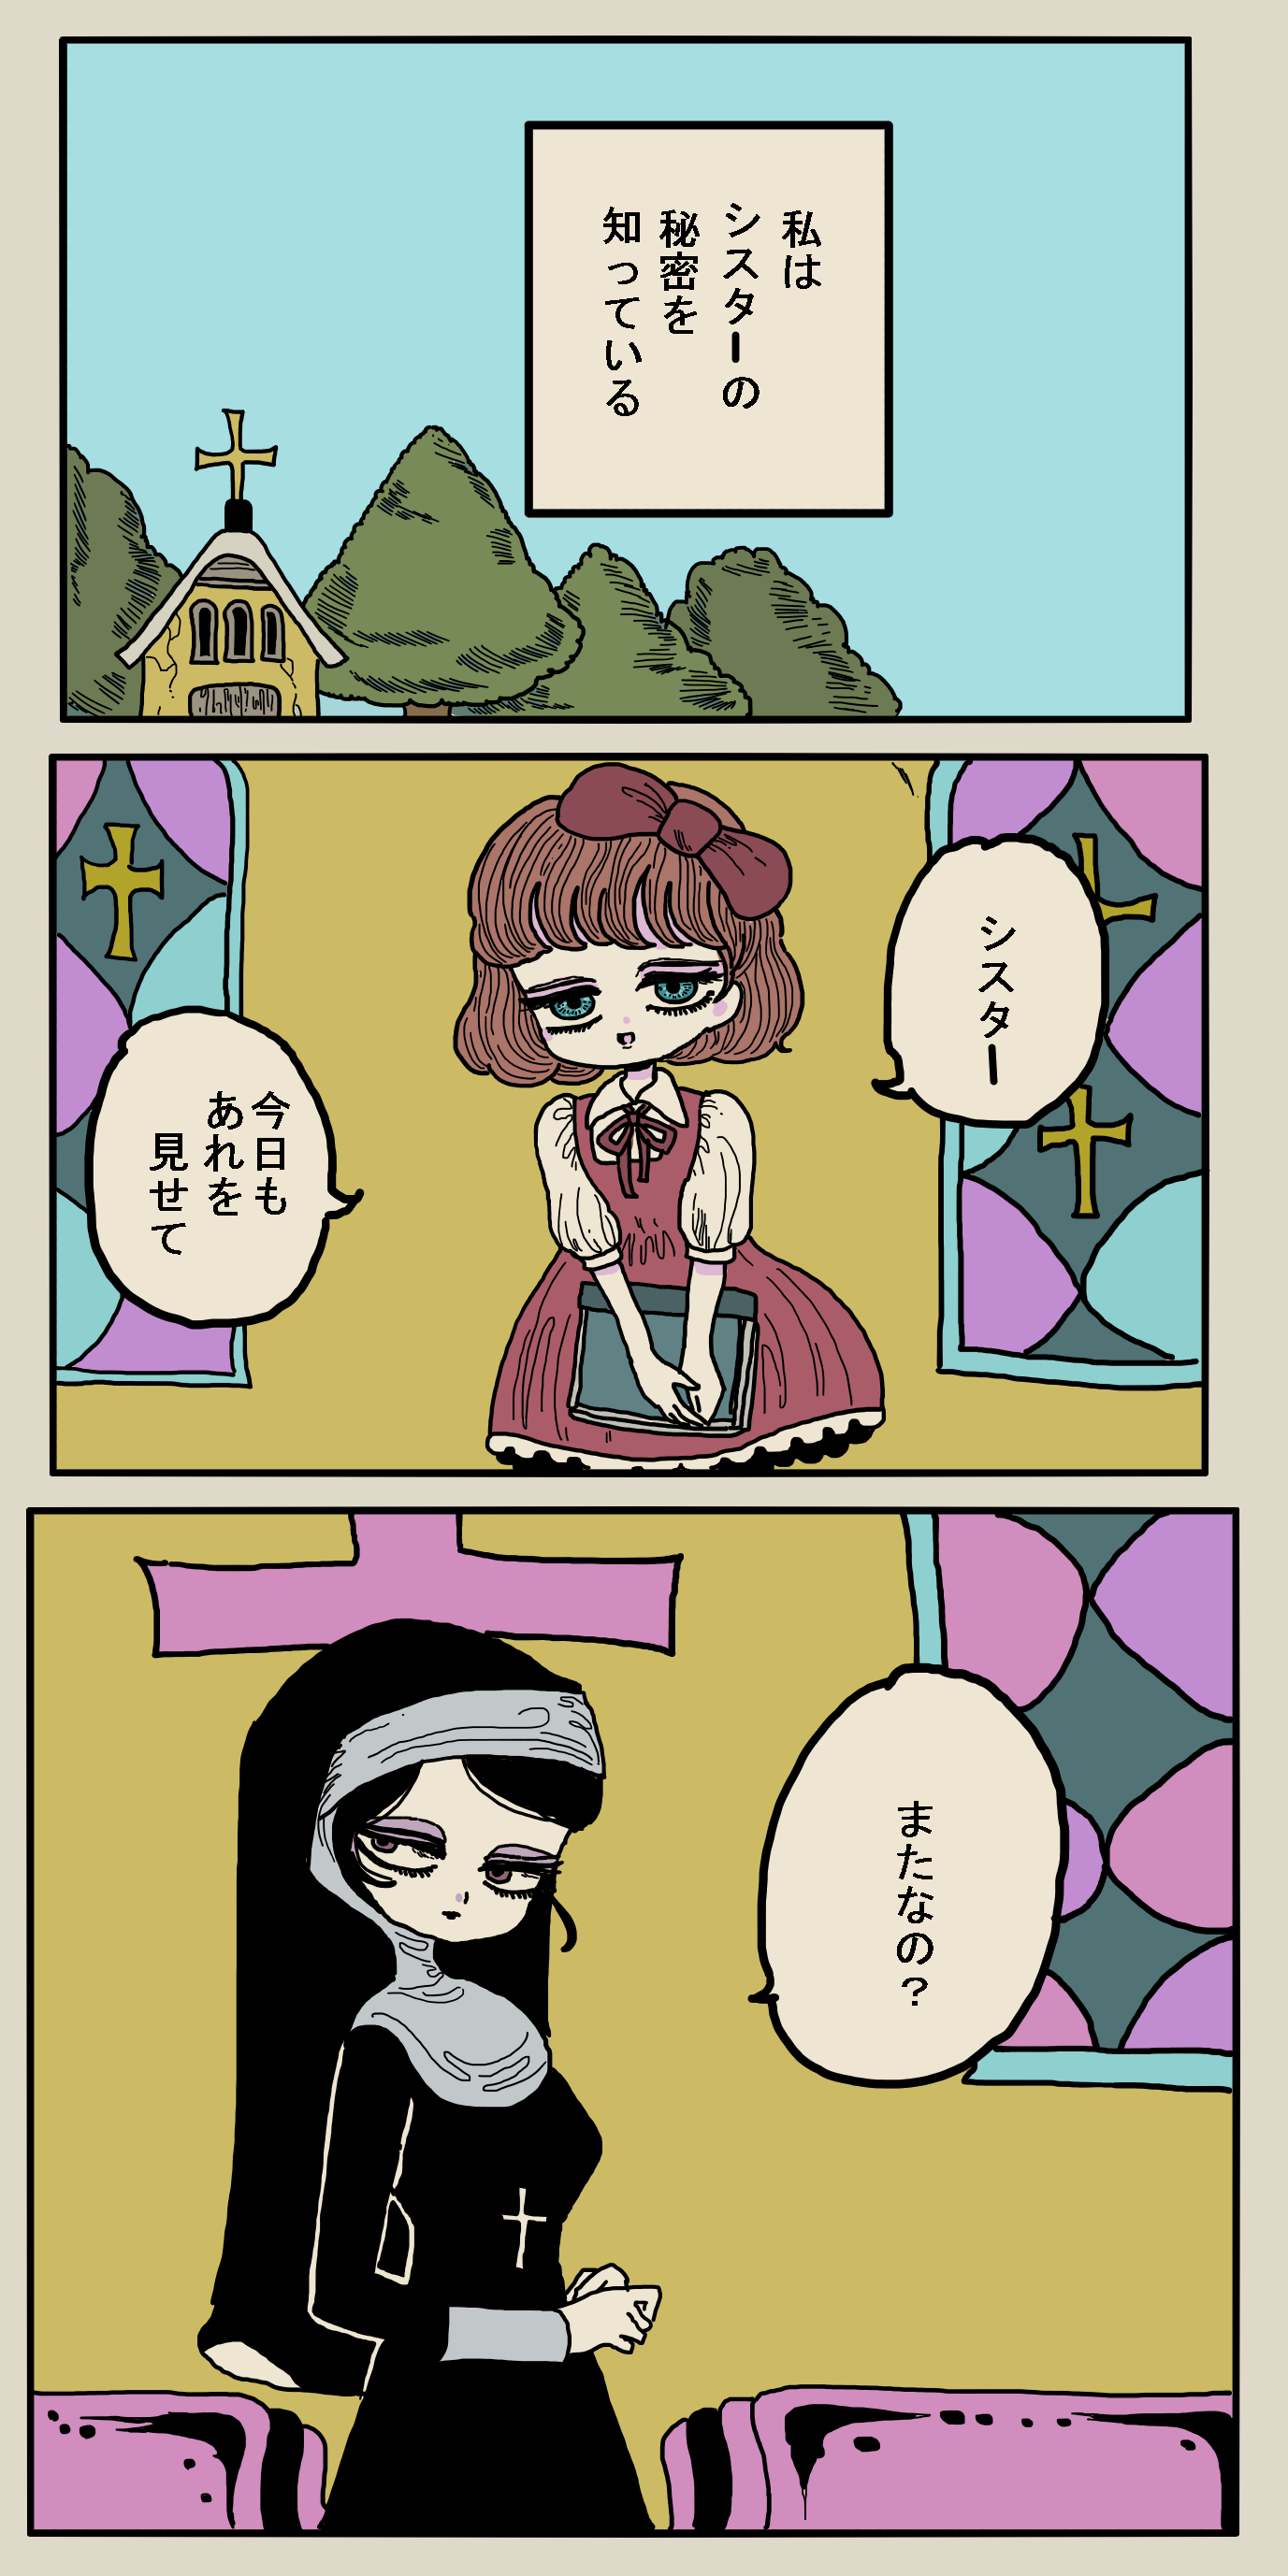 私は
シスターの
秘密を
知っている
シスター
今日も
あれを
見せて
またなの？